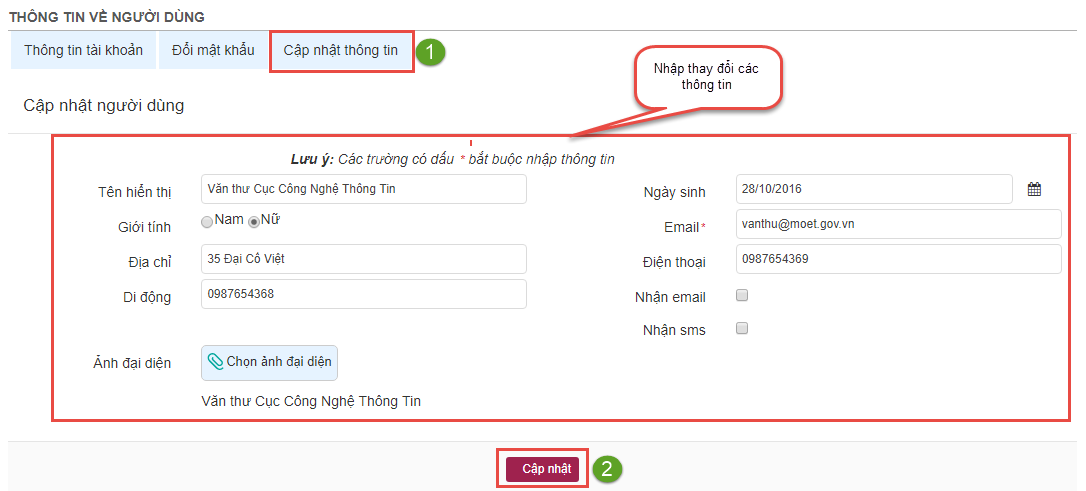 THÔNG TIN VỀ NGƯỜI DÙNG
Thông tin tài khoản Đổi mật khẩu Cập nhật thông tin 1
Nhập thay đổi các
thông tin
Cập nhật người dùng
Lưu ý: Các trường có dấu * bắt buộc nhập thông tin
Tên hiển thị Văn thư Cục Công Nghệ Thông Tin Ngày sinh 28/10/2016
Giới tính Nam Nữ Email* vanthu@moet.gov.vn
Địa chỉ 35 Đại Cồ Việt Điện thoại 0987654369
Di động 0987654368 Nhận email
Nhận sms
Ảnh đại diện Chọn ảnh đại diện
Văn thư Cục Công Nghệ Thông Tin
Cập nhật 2